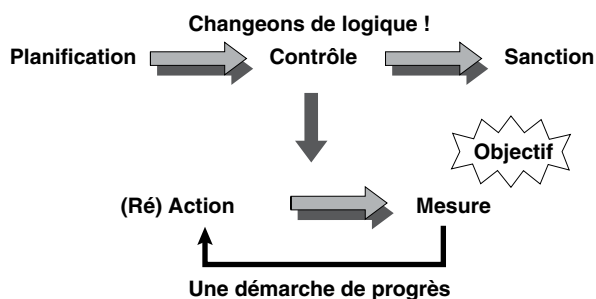 Changeons de logique !
Planification Contrôle Sanction
Objectif
(Ré) Action Mesure
Une démarche de progrès